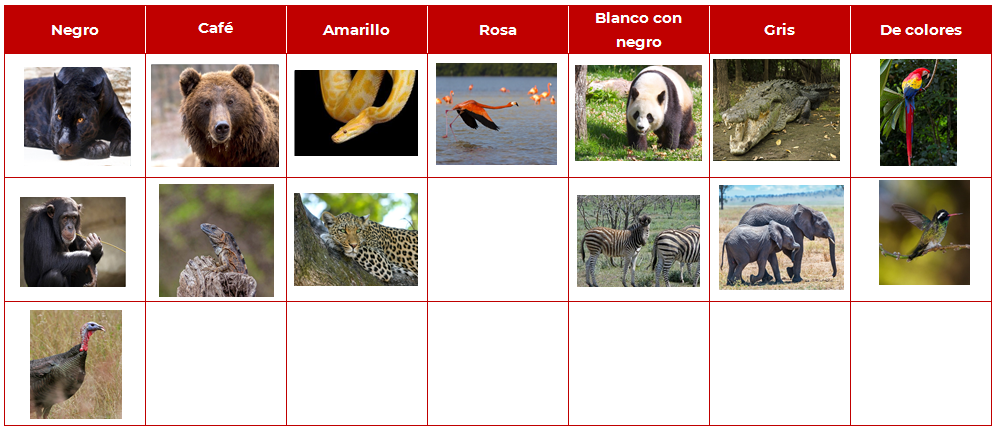 Negro
Café
Amarillo
Rosa
Blanco con
negro
Gris
De colores